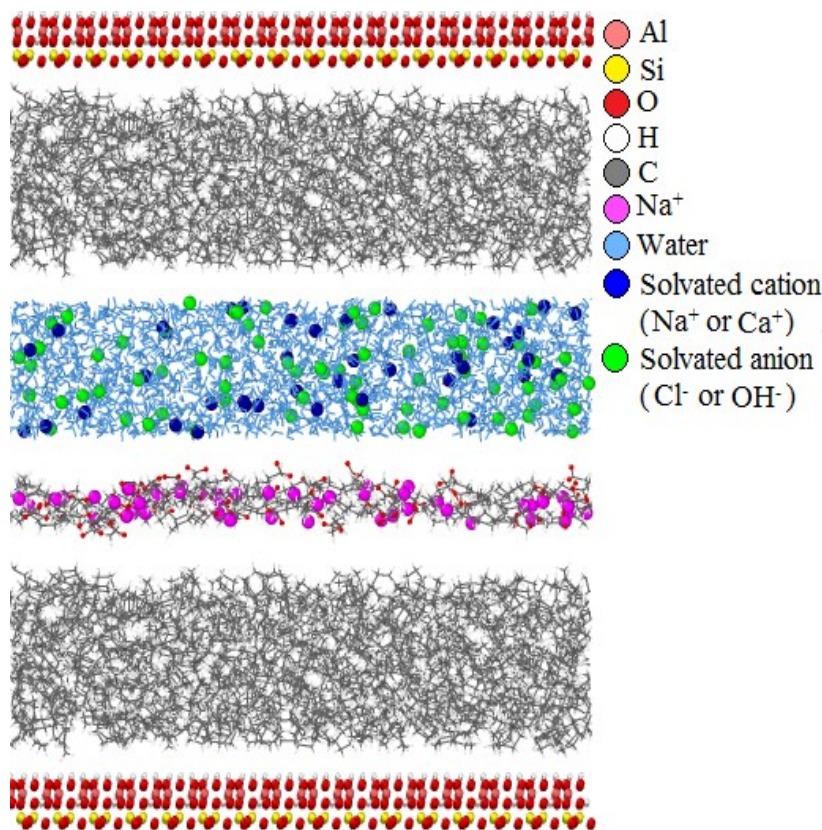 Al
Si
O
H
C
Na⁺
Water
Solvated cation
(Na⁺ or Ca⁺)
Solvated anion
(Cl⁻ or OH⁻)